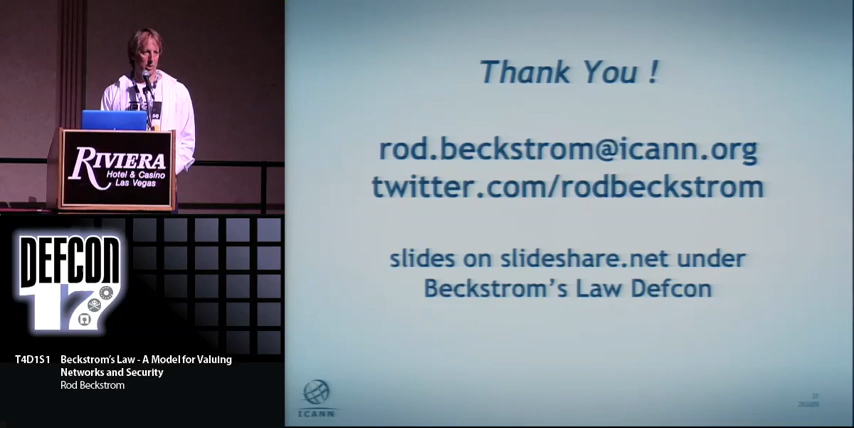 Thank You !
rod.beckstrom@icann.org
twitter.com/rodbeckstrom
slides on slideshare.net under
Beckstrom's Law Defcon
ICANN
RIVIERA
Hotel & Casino
Las Vegas
DEFCON
17
T4D1S1 Beckstrom's Law - A Model for Valuing
Networks and Security
Rod Beckstrom